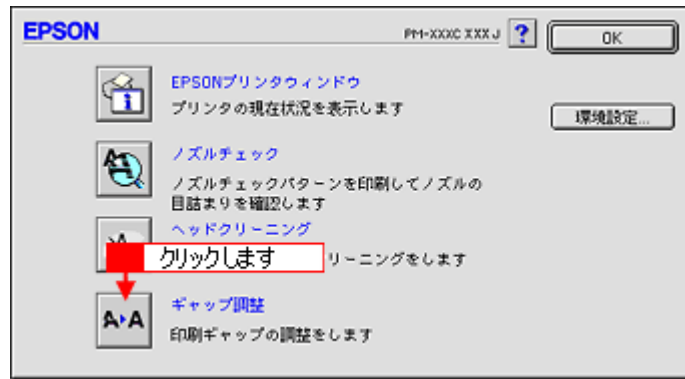 EPSON PM-XXXC XXX J ? OK
EPSONプリンタウィンドウ
プリンタの現在状況を表示します
環境設定...
ノズルチェック
ノズルチェックパターンを印刷してノズルの
目詰まりを確認します
ヘッドクリーニング
クリックします
リーニングをします
ギャップ調整
A▸A
印刷ギャップの調整をします